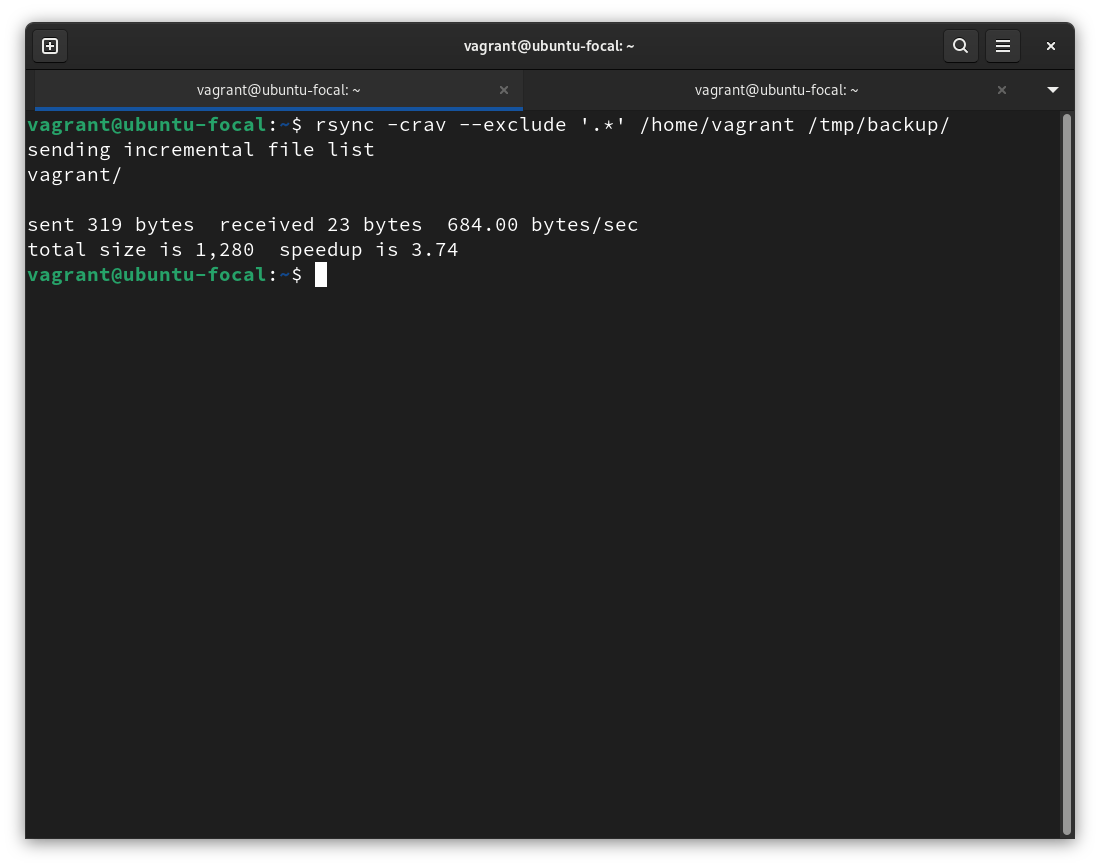 vagrant@ubuntu-focal: ~
vagrant@ubuntu-focal: ~
vagrant@ubuntu-focal: ~
vagrant@ubuntu-focal:~$ rsync -crav --exclude '.*' /home/vagrant /tmp/backup/
sending incremental file list
vagrant/
sent 319 bytes  received 23 bytes  684.00 bytes/sec
total size is 1,280  speedup is 3.74
vagrant@ubuntu-focal:~$